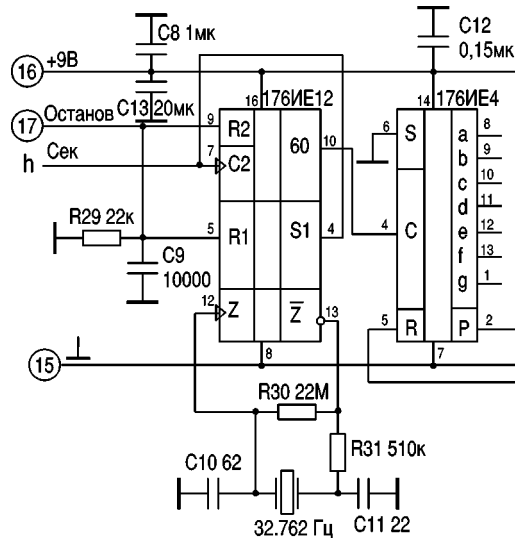 C8 1мк
C12
0,15мк
16
+9В
C13 20мк
17
Останов
9
16
176ИЕ12
14
176ИЕ4
h
Сек
7
R2
C2
60
10
6
S
a
8
b
9
c
10
d
11
e
12
f
13
g
1
R29 22к
5
R1
S1
4
4
C
C9
10000
12
Z
Z̅
13
5
R
P
2
15
8
7
R30 22М
R31 510к
C10 62
C11 22
32.762 Гц